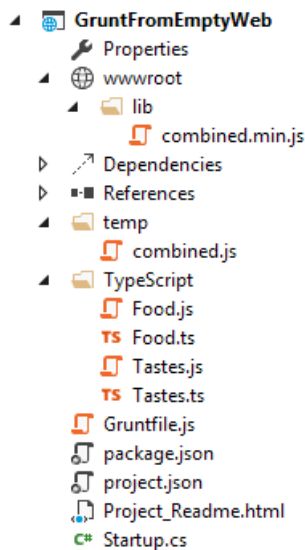 GruntFromEmptyWeb
Properties
wwwroot
lib
combined.min.js
Dependencies
References
temp
combined.js
TypeScript
Food.js
TS Food.ts
Tastes.js
TS Tastes.ts
Gruntfile.js
package.json
project.json
Project_Readme.html
C# Startup.cs